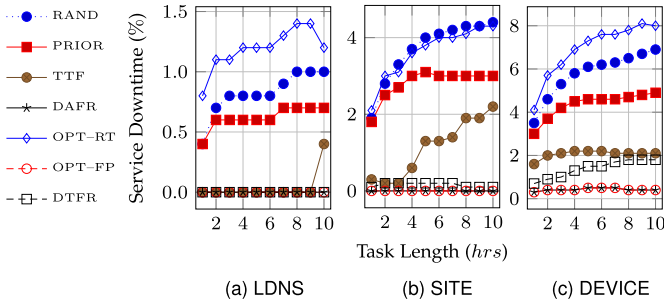 RAND
PRIOR
TTF
DAFR
OPT–RT
OPT–FP
DTFR
Service Downtime (%)
1.5
1.0
0.5
0.0
2 4 6 8 10
4
2
0
2 4 6 8 10
8
6
4
2
0
2 4 6 8 10
Task Length (hrs)
(a) LDNS
(b) SITE
(c) DEVICE